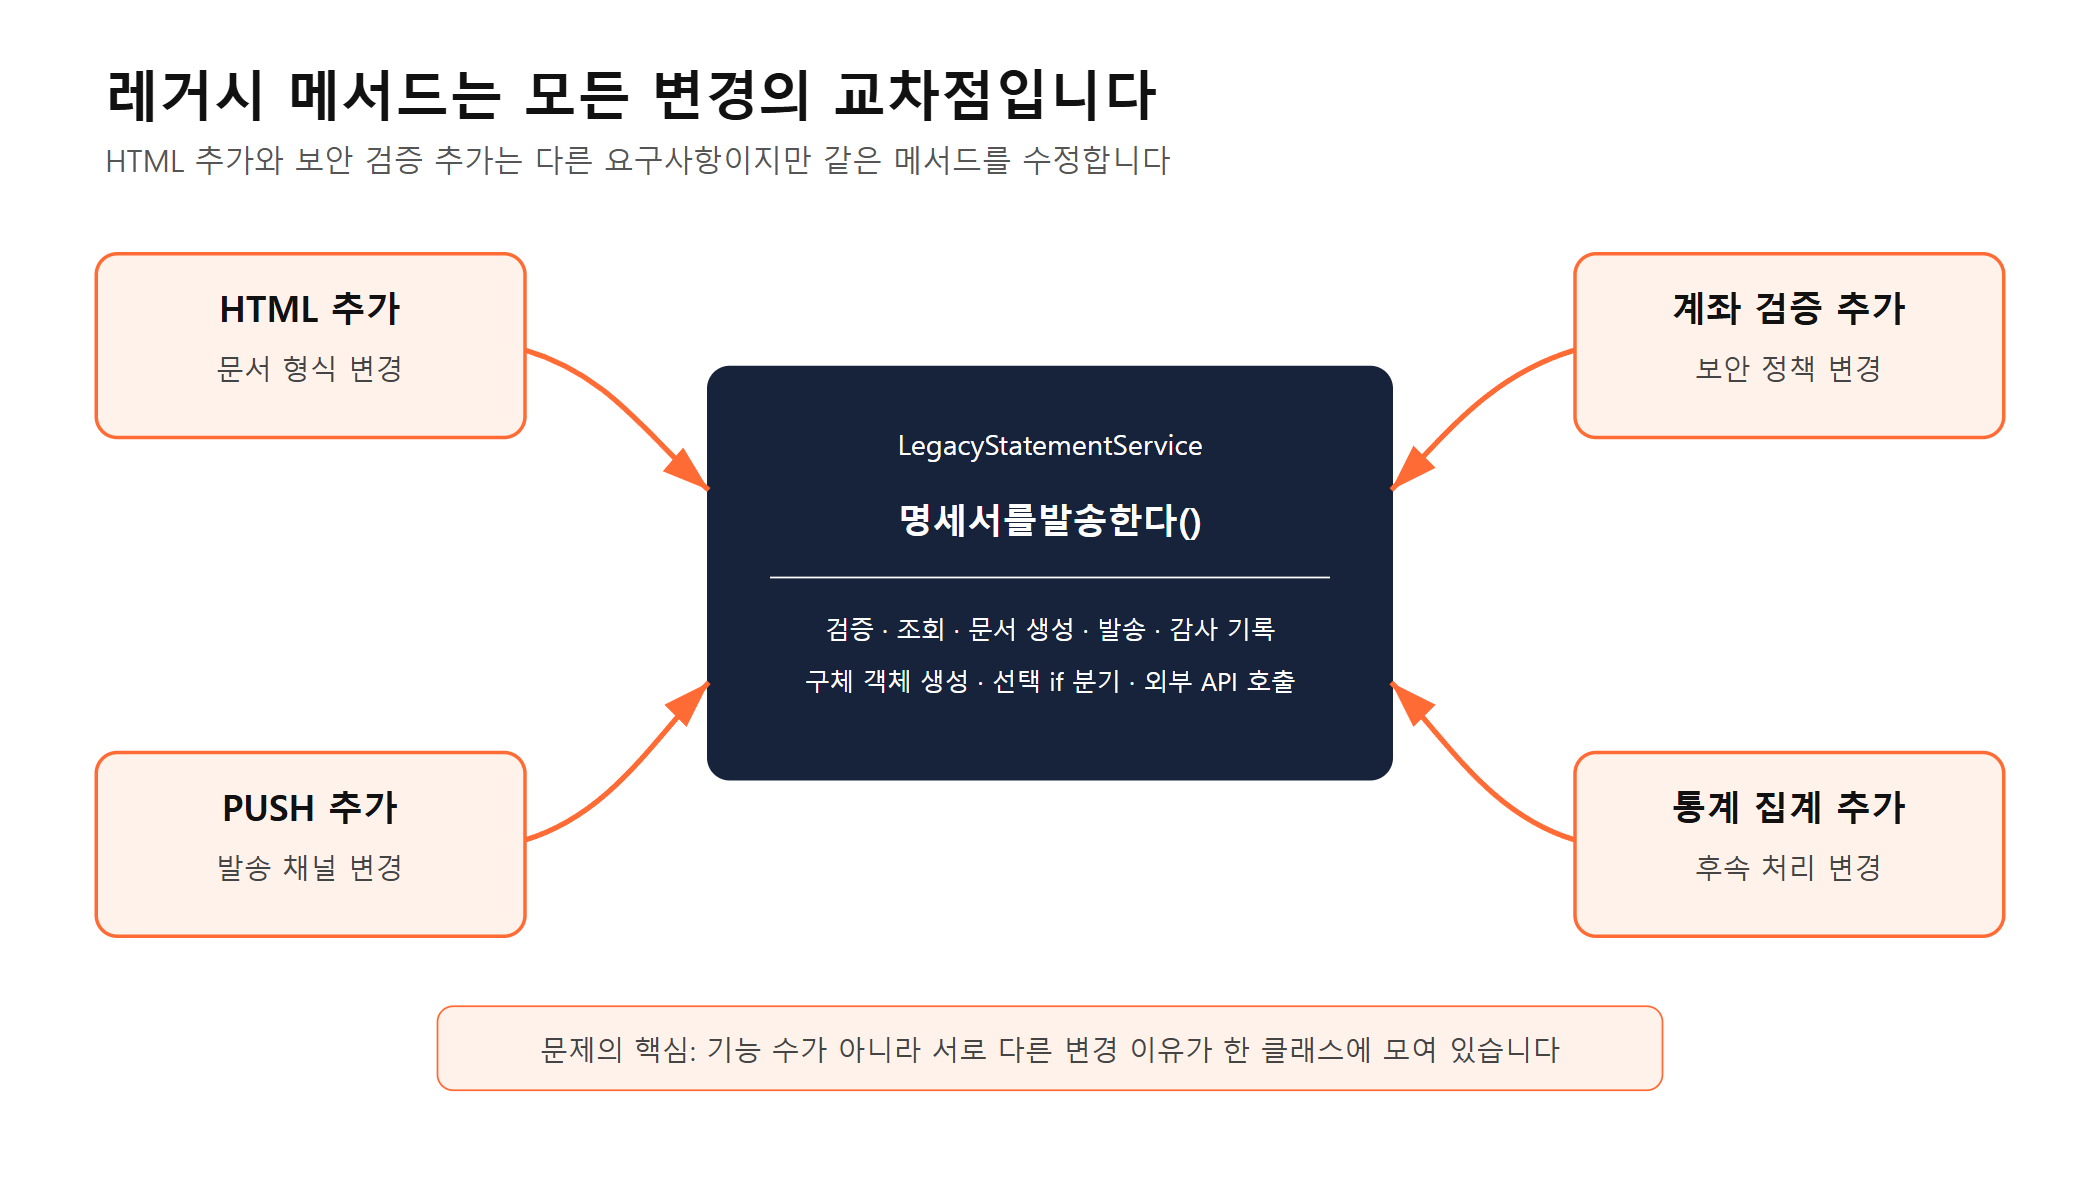 레거시 메서드는 모든 변경의 교차점입니다
HTML 추가와 보안 검증 추가는 다른 요구사항이지만 같은 메서드를 수정합니다
HTML 추가
문서 형식 변경
계좌 검증 추가
보안 정책 변경
LegacyStatementService
명세서를발송한다()
검증 · 조회 · 문서 생성 · 발송 · 감사 기록
구체 객체 생성 · 선택 if 분기 · 외부 API 호출
PUSH 추가
발송 채널 변경
통계 집계 추가
후속 처리 변경
문제의 핵심: 기능 수가 아니라 서로 다른 변경 이유가 한 클래스에 모여 있습니다